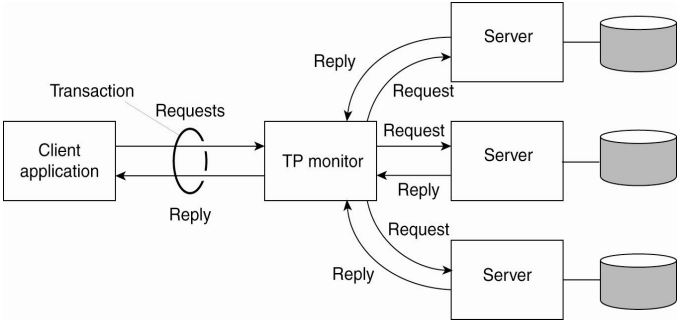 Server
Reply
Request
Transaction
Requests
Request
Client
application
TP monitor
Server
Reply
Reply
Request
Reply
Server